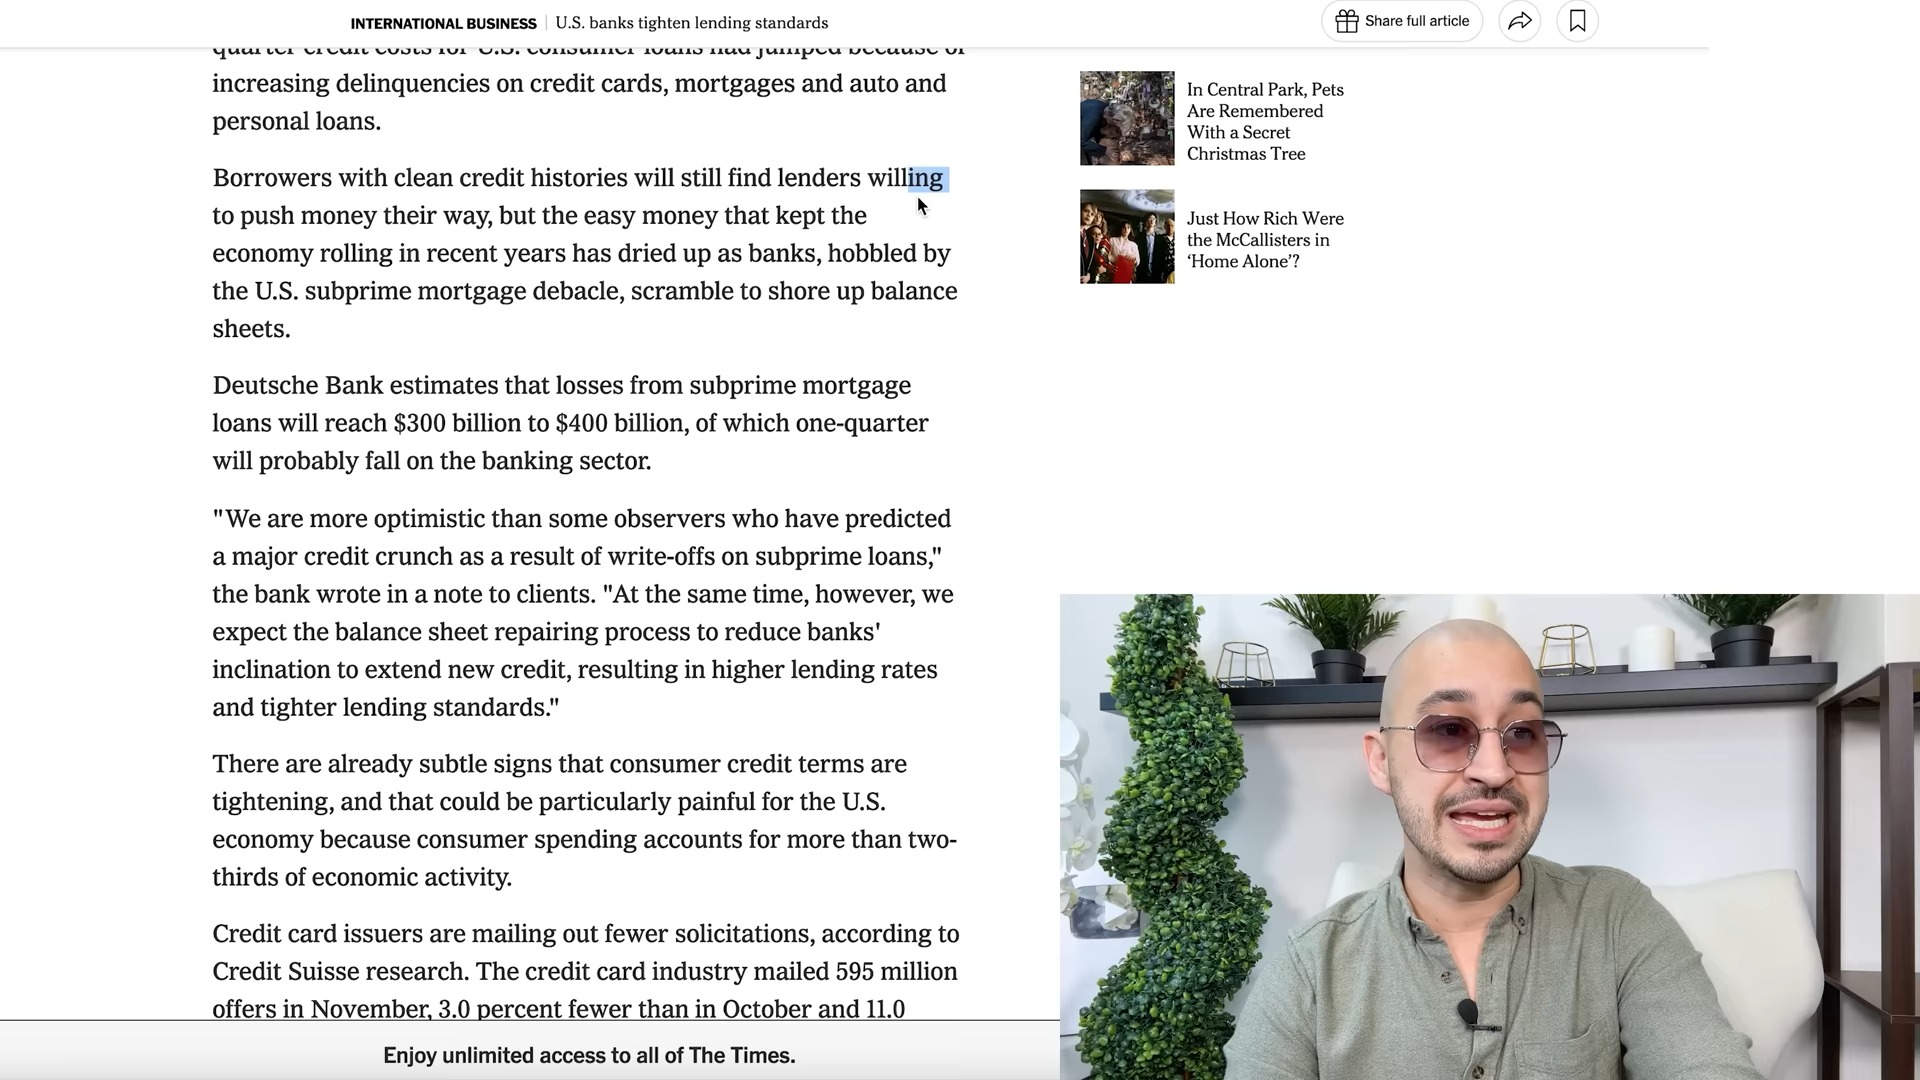 INTERNATIONAL BUSINESS | U.S. banks tighten lending standards
Share full article
quarter credit costs for U.S. consumer loans had jumped because of
increasing delinquencies on credit cards, mortgages and auto and
personal loans.
Borrowers with clean credit histories will still find lenders willing
to push money their way, but the easy money that kept the
economy rolling in recent years has dried up as banks, hobbled by
the U.S. subprime mortgage debacle, scramble to shore up balance
sheets.
Deutsche Bank estimates that losses from subprime mortgage
loans will reach $300 billion to $400 billion, of which one-quarter
will probably fall on the banking sector.
"We are more optimistic than some observers who have predicted
a major credit crunch as a result of write-offs on subprime loans,"
the bank wrote in a note to clients. "At the same time, however, we
expect the balance sheet repairing process to reduce banks'
inclination to extend new credit, resulting in higher lending rates
and tighter lending standards."
There are already subtle signs that consumer credit terms are
tightening, and that could be particularly painful for the U.S.
economy because consumer spending accounts for more than two-
thirds of economic activity.
Credit card issuers are mailing out fewer solicitations, according to
Credit Suisse research. The credit card industry mailed 595 million
offers in November, 3.0 percent fewer than in October and 11.0
In Central Park, Pets
Are Remembered
With a Secret
Christmas Tree
Just How Rich Were
the McCallisters in
‘Home Alone’?
Enjoy unlimited access to all of The Times.